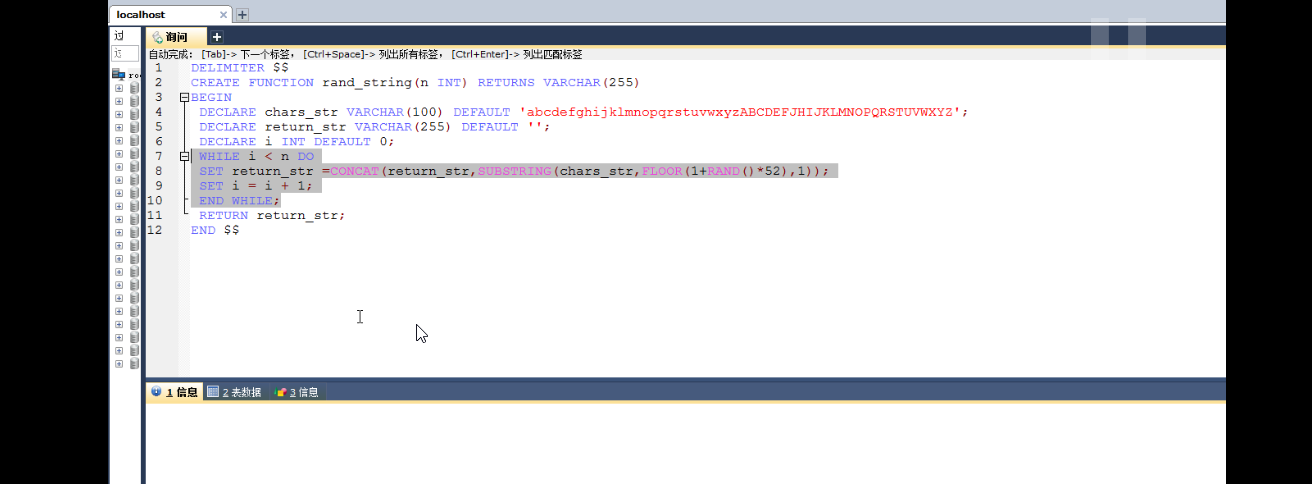 localhost
过
询问
自动完成: [Tab]-> 下一个标签, [Ctrl+Space]-> 列出所有标签, [Ctrl+Enter]-> 列出匹配标签
1 DELIMITER $$
2 CREATE FUNCTION rand_string(n INT) RETURNS VARCHAR(255)
3 BEGIN
4 DECLARE chars_str VARCHAR(100) DEFAULT 'abcdefghijklmnopqrstuvwxyzABCDEFJHIJKLMNOPQRSTUVWXYZ';
5 DECLARE return_str VARCHAR(255) DEFAULT '';
6 DECLARE i INT DEFAULT 0;
7 WHILE i < n DO
8 SET return_str =CONCAT(return_str,SUBSTRING(chars_str,FLOOR(1+RAND()*52),1));
9 SET i = i + 1;
10 END WHILE;
11 RETURN return_str;
12 END $$
1 信息 2 表数据 3 信息